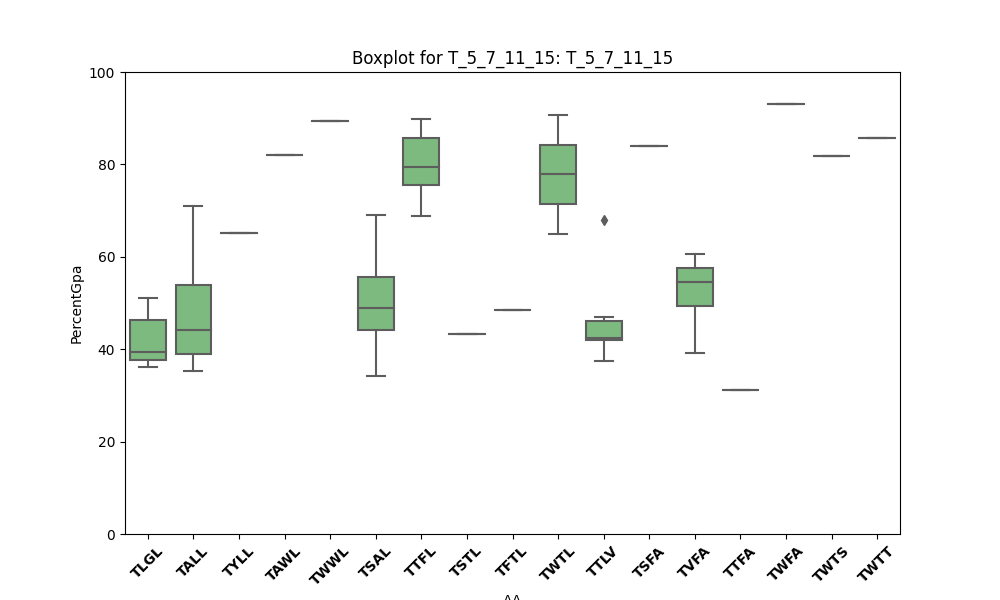 Boxplot for T_5_7_11_15: T_5_7_11_15
100
80
60
40
20
0
PercentGpa
TLGL
TALL
TYLL
TAWL
TWWL
TSAL
TTFL
TSTL
TFTL
TWTL
TTLV
TSFA
TVFA
TTFA
TWFA
TWTS
TWTT
AA